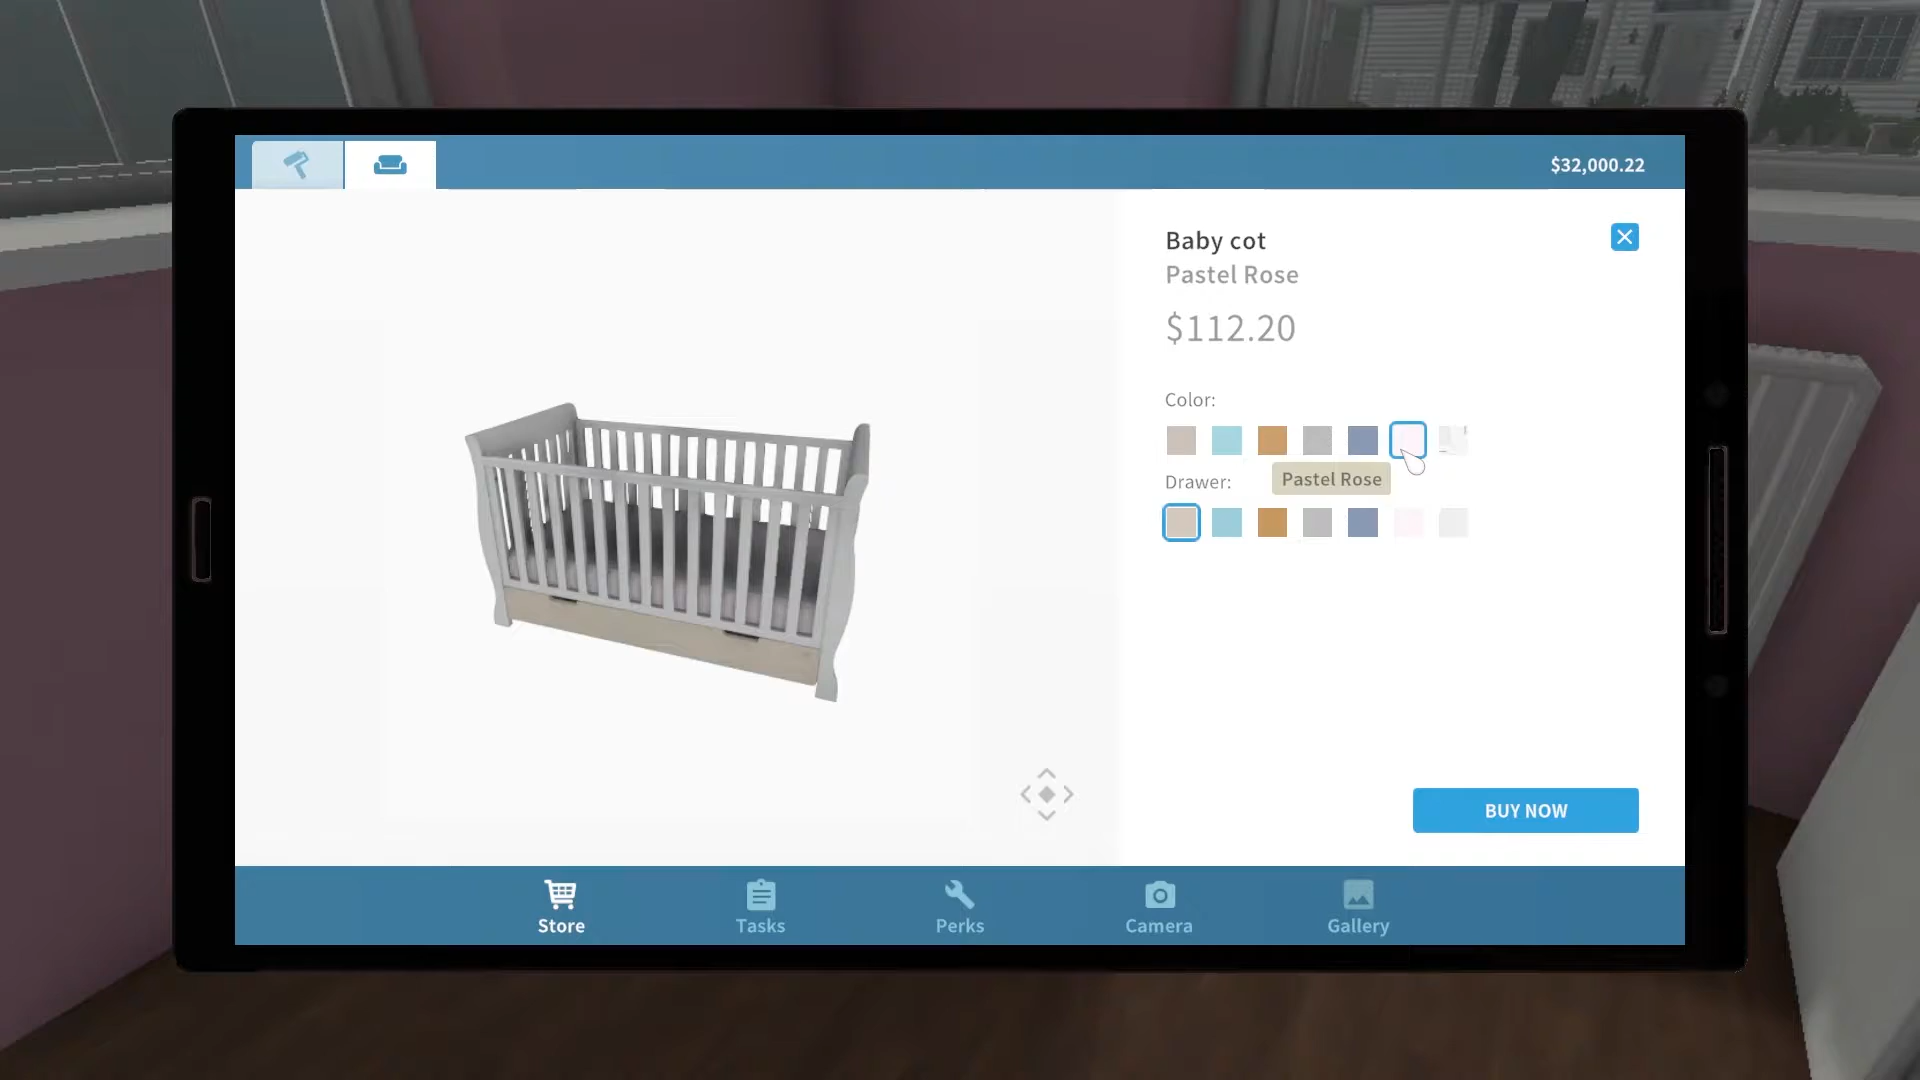 $32,000.22
Baby cot
Pastel Rose
$112.20
Color:
Pastel Rose
Drawer:
BUY NOW
Store
Tasks
Perks
Camera
Gallery